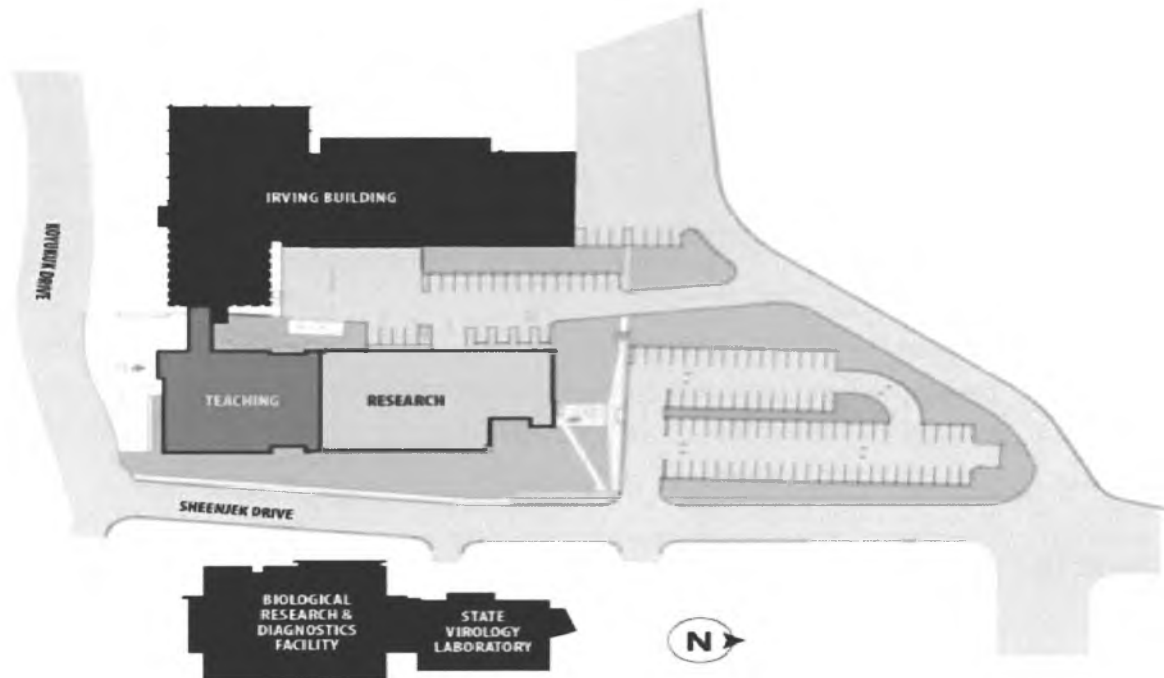 IRVING BUILDING
KOYUKUK DRIVE
TEACHING
RESEARCH
SHEENJEK DRIVE
BIOLOGICAL
RESEARCH &
DIAGNOSTICS
FACILITY
STATE
VIROLOGY
LABORATORY
N